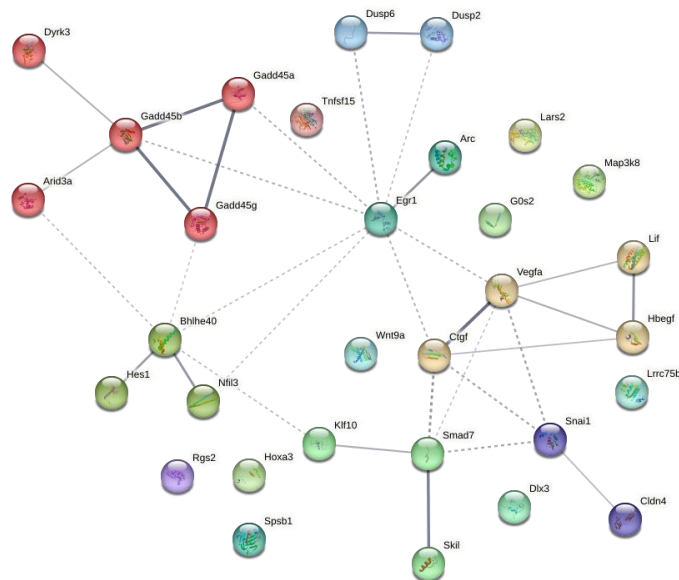 Dusp6
Dusp2
Dyrk3
Gadd45a
Gadd45b
Tnfsf15
Lars2
Arc
Map3k8
Arid3a
Gadd45g
Egr1
G0s2
Lif
Vegfa
Bhlhe40
Wnt9a
Ctgf
Hbegf
Hes1
Nfil3
Lrrc75b
Klf10
Smad7
Snai1
Rgs2
Hoxa3
Dlx3
Cldn4
Spsb1
Skil